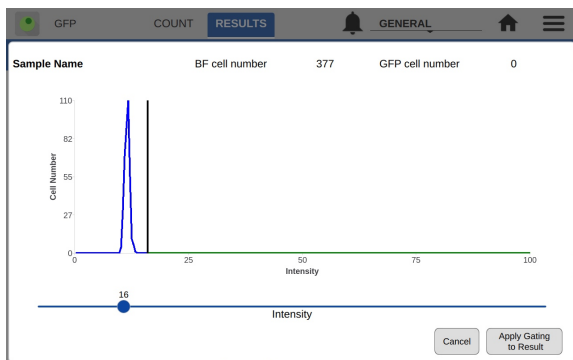 GFP COUNT RESULTS GENERAL
Sample Name BF cell number 377 GFP cell number 0
110
82
55
27
0
Cell Number
0 25 50 75 100
Intensity
16
Intensity
Cancel
Apply Gating
to Result